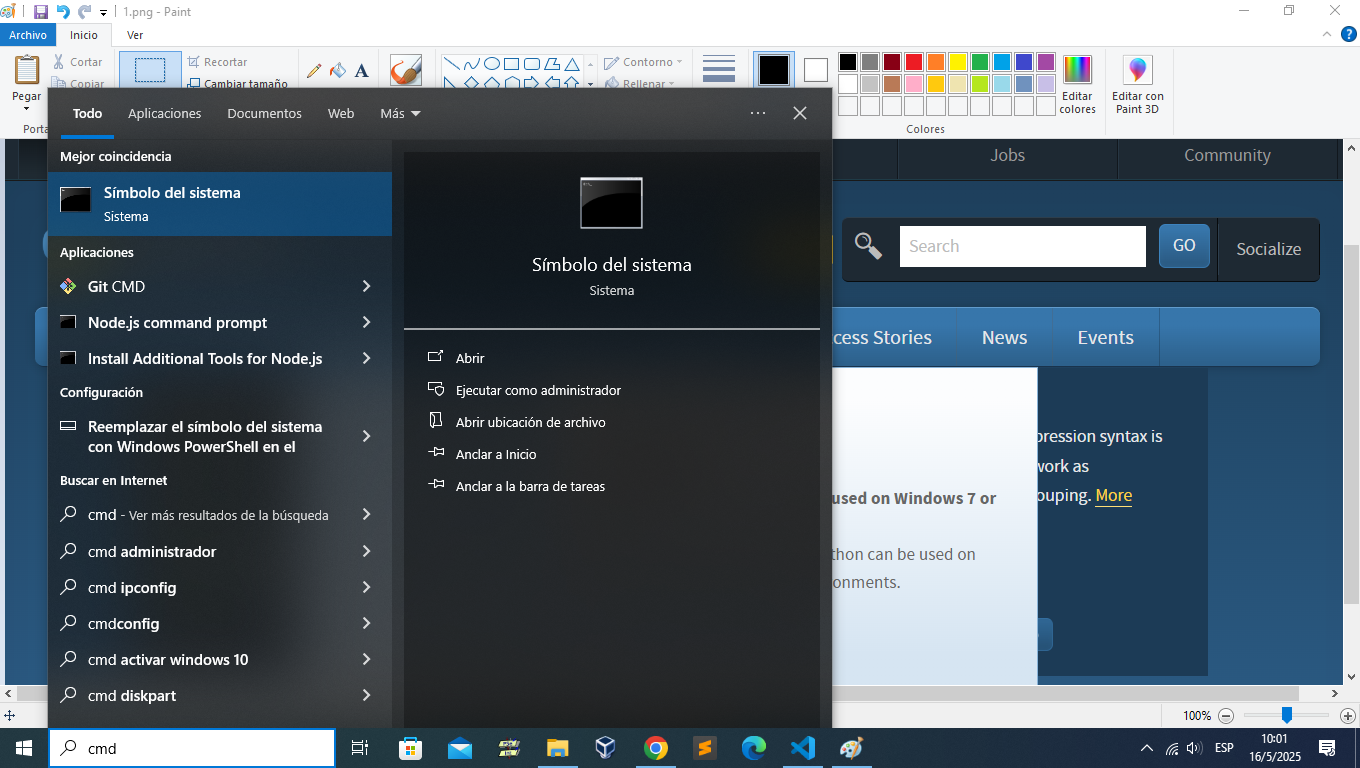 1.png - Paint
Archivo
Inicio
Ver
Pegar
Cortar
Copiar
Recortar
Cambiar tamaño
A
Contorno
Rellenar
Editar
colores
Editar con
Paint 3D
Colores
Todo
Aplicaciones
Documentos
Web
Más
Mejor coincidencia
Símbolo del sistema
Sistema
Aplicaciones
Git CMD
Node.js command prompt
Install Additional Tools for Node.js
Configuración
Reemplazar el símbolo del sistema
con Windows PowerShell en el
Buscar en Internet
cmd - Ver más resultados de la búsqueda
cmd administrador
cmd ipconfig
cmdconfig
cmd activar windows 10
cmd diskpart
Símbolo del sistema
Sistema
Abrir
Ejecutar como administrador
Abrir ubicación de archivo
Anclar a Inicio
Anclar a la barra de tareas
Jobs
Community
Search
GO
Socialize
cess Stories
News
Events
pression syntax is
work as
ouping. More
used on Windows 7 or
thon can be used on
onments.
100%
cmd
ESP
10:01
16/5/2025